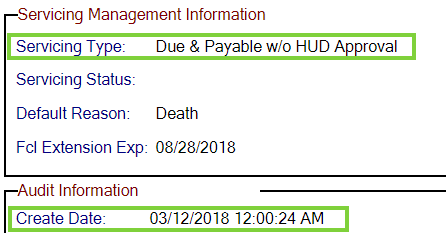 Servicing Management Information
Servicing Type: Due & Payable w/o HUD Approval
Servicing Status:
Default Reason: Death
Fcl Extension Exp: 08/28/2018
Audit Information
Create Date: 03/12/2018 12:00:24 AM